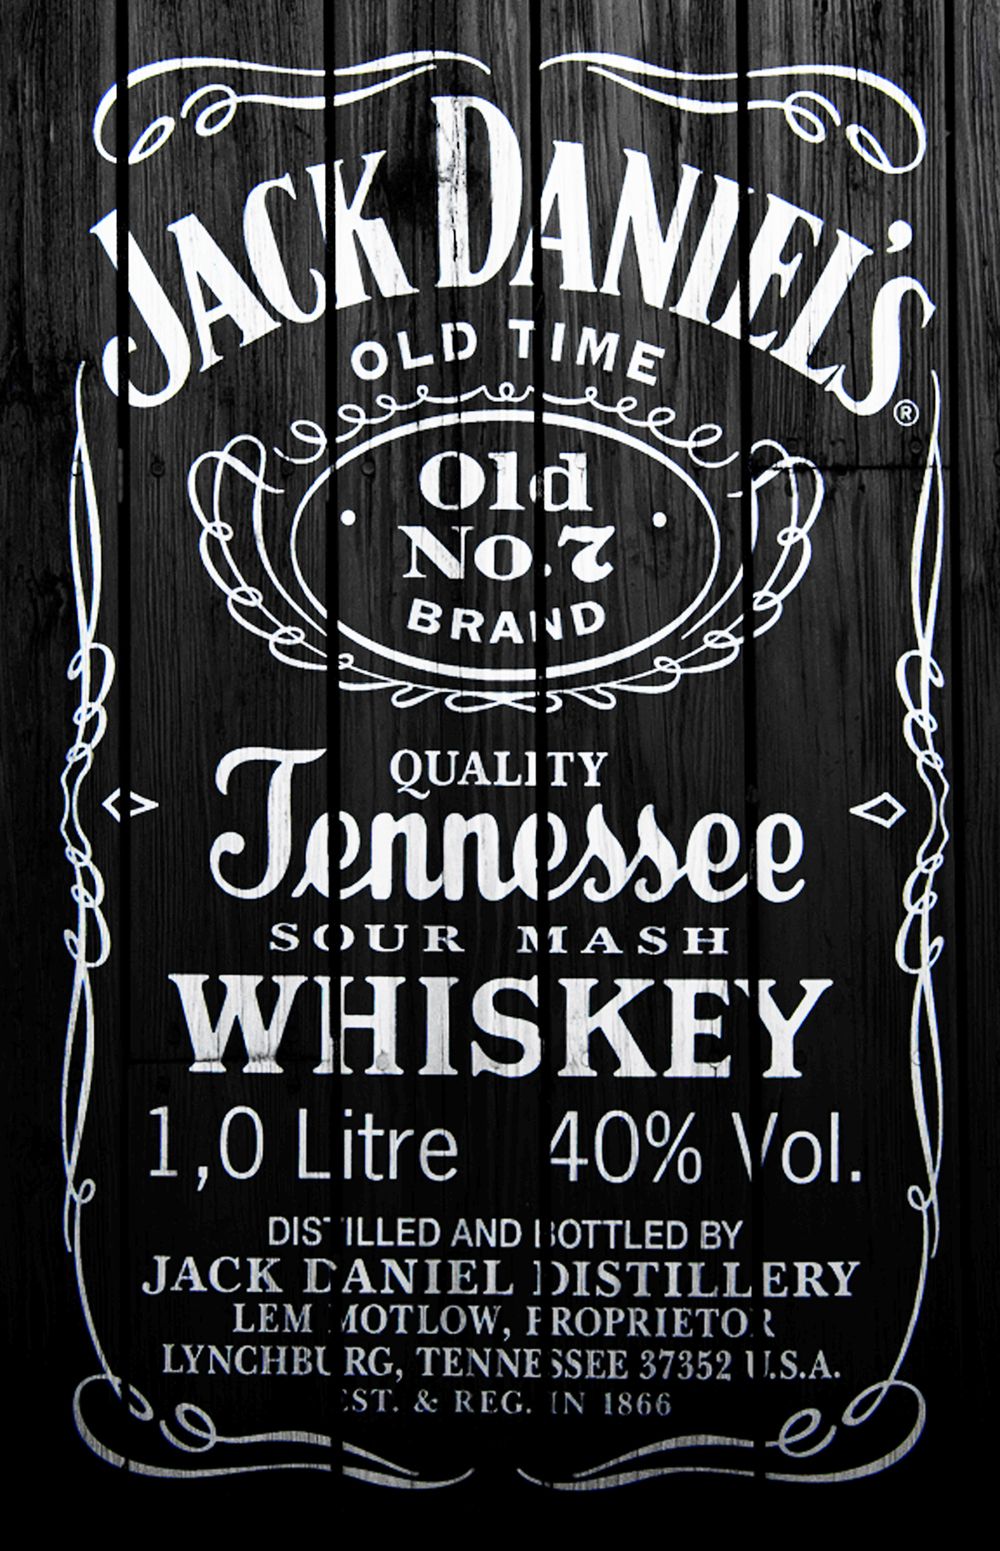 JACK DANIEL'S®
OLD TIME
Old
No.7
BRAND
QUALITY
Tennessee
SOUR MASH
WHISKEY
1,0 Litre 40% Vol.
DISTILLED AND BOTTLED BY
JACK DANIEL DISTILLERY
LEM MOTLOW, PROPRIETOR
LYNCHBURG, TENNESSEE 37352 U.S.A.
EST. & REG. IN 1866